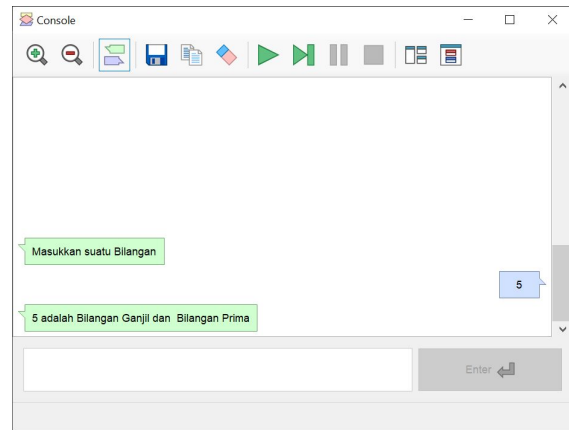 Console
Masukkan suatu Bilangan
5
5 adalah Bilangan Ganjil dan  Bilangan Prima
Enter